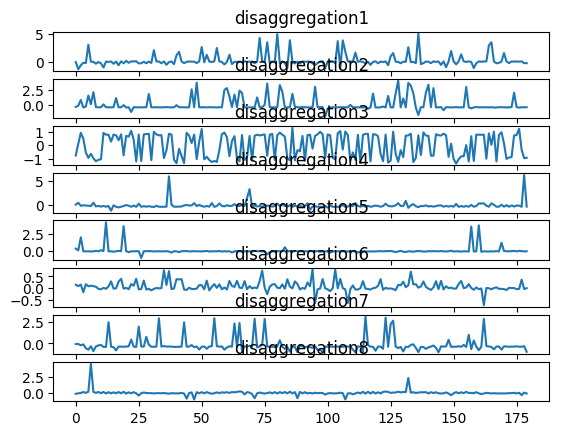 disaggregation1
5
0
disaggregation2
2.5
0.0
disaggregation3
1
0
−1
disaggregation4
5
0
disaggregation5
2.5
0.0
disaggregation6
0.5
0.0
−0.5
disaggregation7
2.5
0.0
disaggregation8
2.5
0.0
0 25 50 75 100 125 150 175